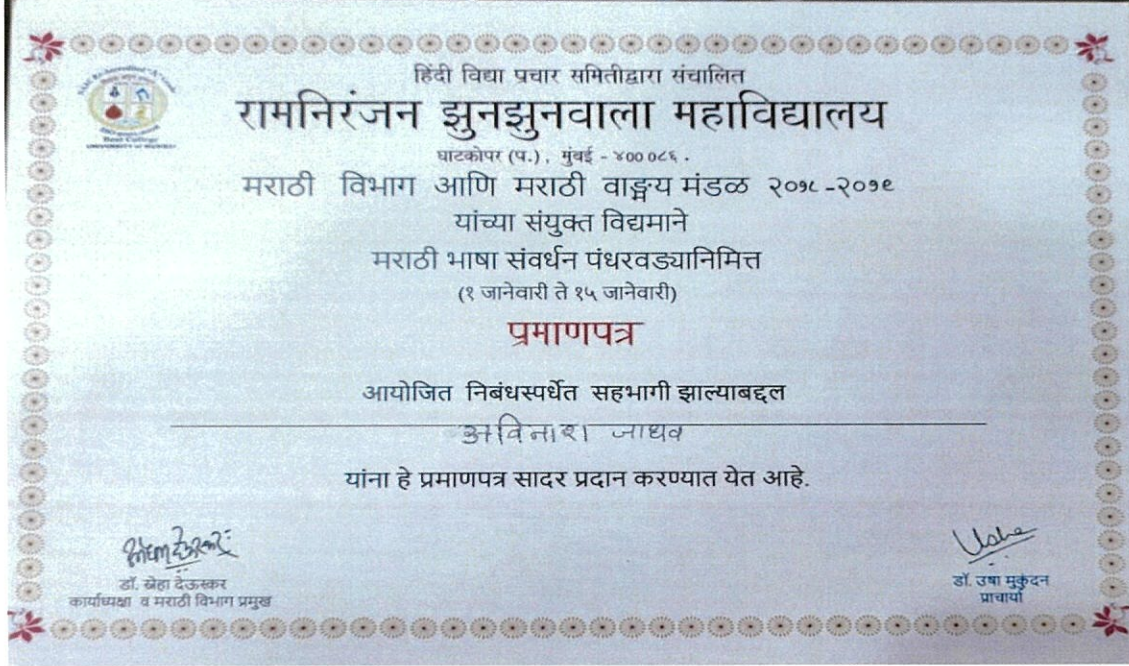 हिंदी विद्या प्रचार समितीद्वारा संचालित
रामनिरंजन झुनझुनवाला महाविद्यालय
घाटकोपर (प.), मुंबई - ४०००८६.
मराठी विभाग आणि मराठी वाङ्मय मंडळ २०१८-२०१९
यांच्या संयुक्त विद्यमाने
मराठी भाषा संवर्धन पंधरवड्यानिमित्त
(१ जानेवारी ते १५ जानेवारी)
प्रमाणपत्र
आयोजित निबंधस्पर्धेत सहभागी झाल्याबद्दल
अविनाश जाधव
यांना हे प्रमाणपत्र सादर प्रदान करण्यात येत आहे.
डॉ. स्नेहा देऊस्कर
कार्याध्यक्षा व मराठी विभाग प्रमुख
Usha
डॉ. उषा मुकुंदन
प्राचार्या